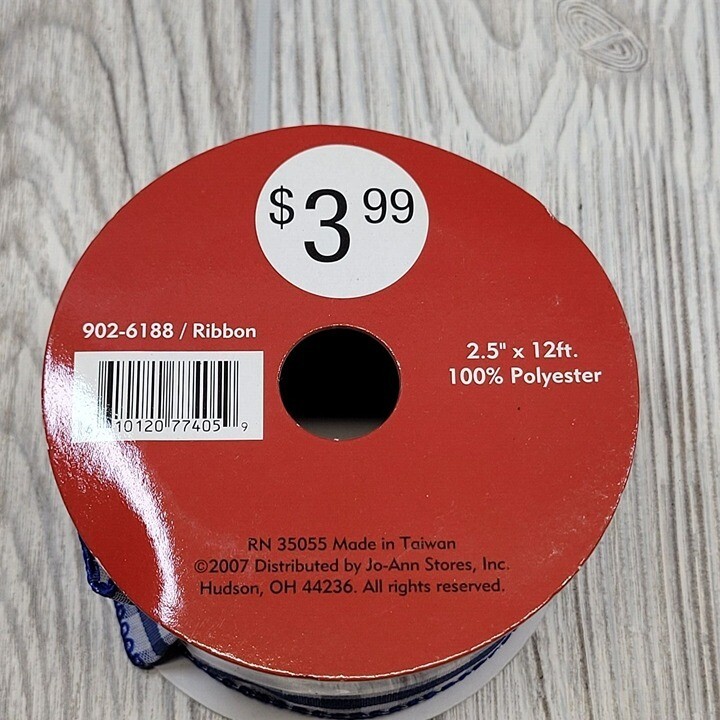 $3.99
902-6188 / Ribbon
10120 77405 9
2.5" x 12ft.
100% Polyester
RN 35055 Made in Taiwan
©2007 Distributed by Jo-Ann Stores, Inc.
Hudson, OH 44236. All rights reserved.